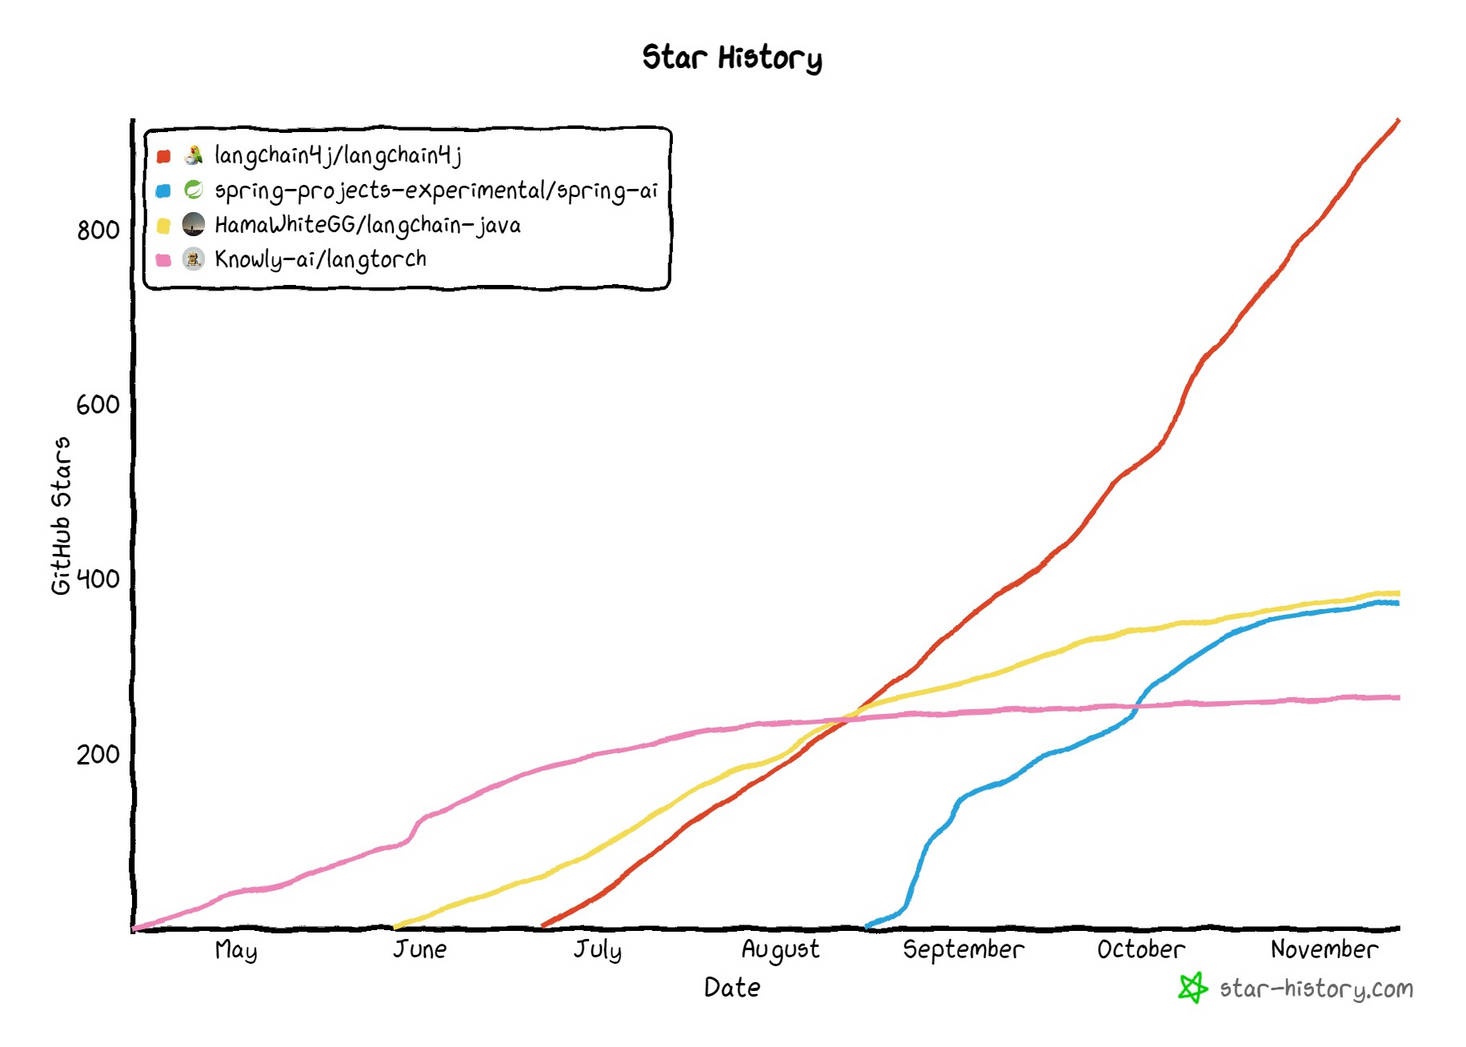 Star History
langchain4j/langchain4j
spring-projects-experimental/spring-ai
HamaWhiteGG/langchain-java
Knowly-ai/langtorch
800
600
400
200
GitHub Stars
May June July August September October November
Date
star-history.com